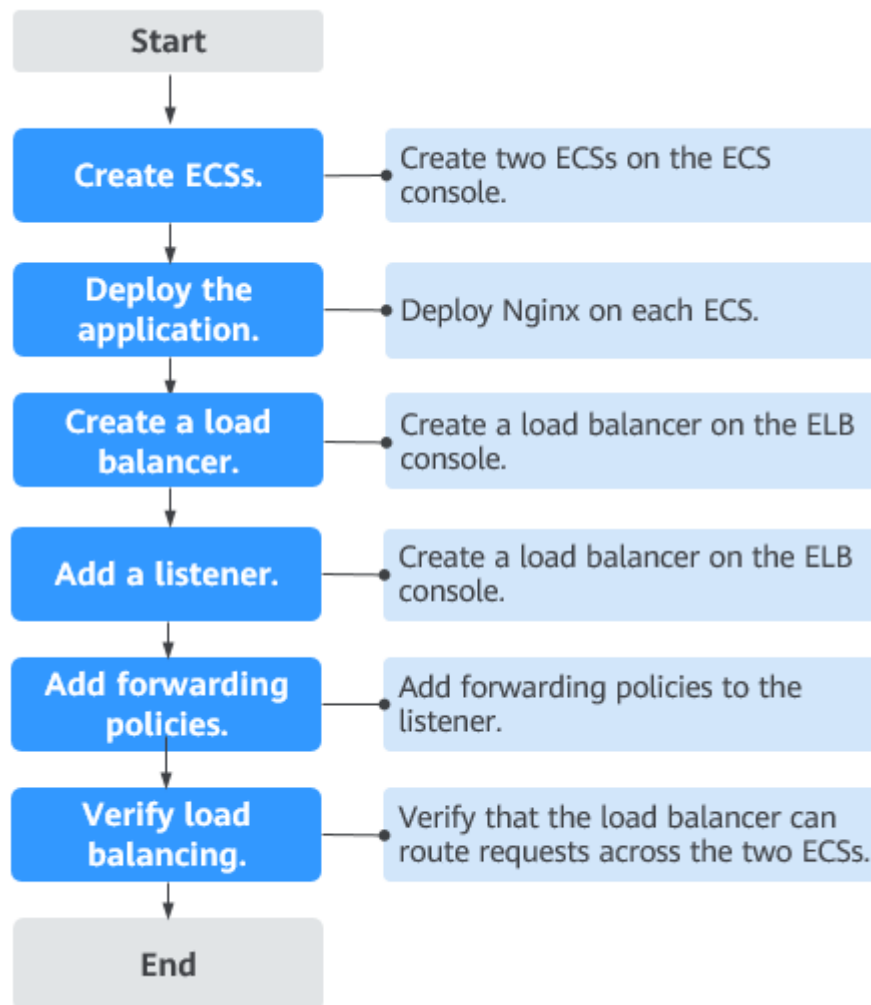 Start
Create ECSs.
Create two ECSs on the ECS
console.
Deploy the
application.
Deploy Nginx on each ECS.
Create a load
balancer.
Create a load balancer on the ELB
console.
Add a listener.
Create a load balancer on the ELB
console.
Add forwarding
policies.
Add forwarding policies to the
listener.
Verify load
balancing.
Verify that the load balancer can
route requests across the two ECSs.
End